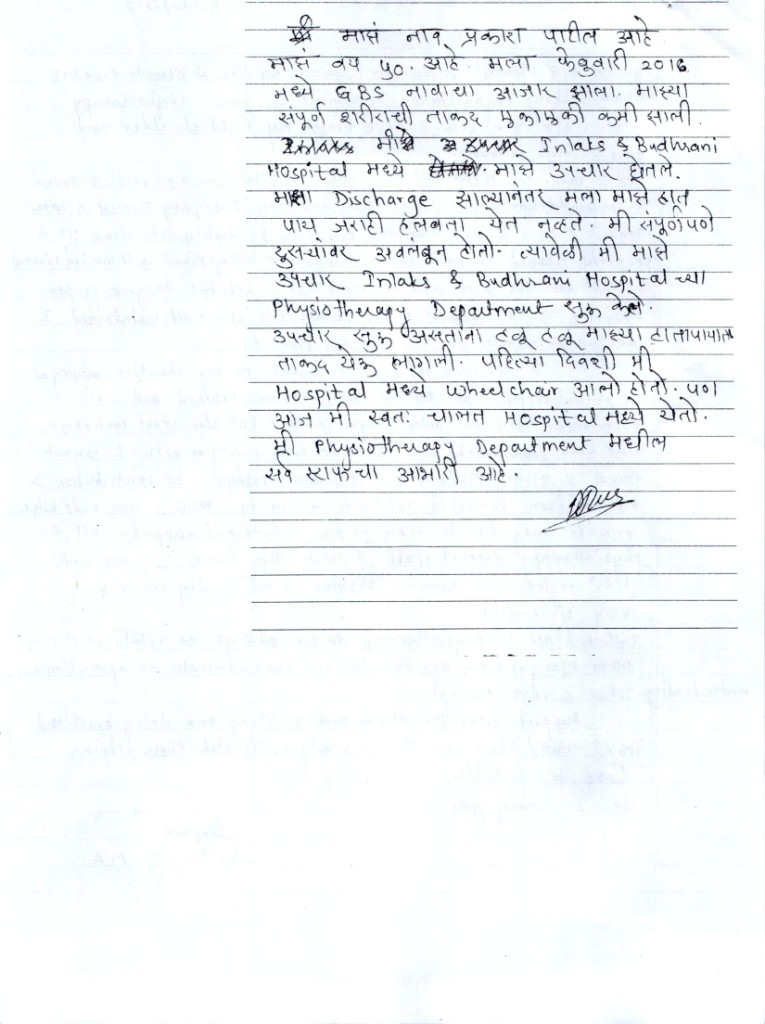 माझं नाव प्रकाश पाटील आहे.
माझं वय ५०. आहे. मला फेब्रुवारी 2016
मध्ये GBS नावाचा आजार झाला. माझ्या
संपूर्ण शरीराची ताकद पूर्णपणे कमी झाली.
मी Inlaks & Budhrani
Hospital मध्ये माझे उपचार घेतले.
Discharge झाल्यानंतर मला माझे हात
पाय जराही हलवता येत नव्हते. मी संपूर्णपणे
दुसऱ्यांवर अवलंबून होतो. त्यावेळी मी माझे
उपचार Inlaks & Budhrani Hospital च्या
Physiotherapy Department सुरू केले
उपचार सुरू असताना हळू हळू माझ्या हातापायात
ताकद येऊ लागली. पहिल्या दिवशी मी
Hospital मध्ये wheelchair आलो होतो. पण
आज मी स्वतः चालत Hospital मध्ये येतो.
मी Physiotherapy Department मधील
सर्व स्टाफचा आभारी आहे.